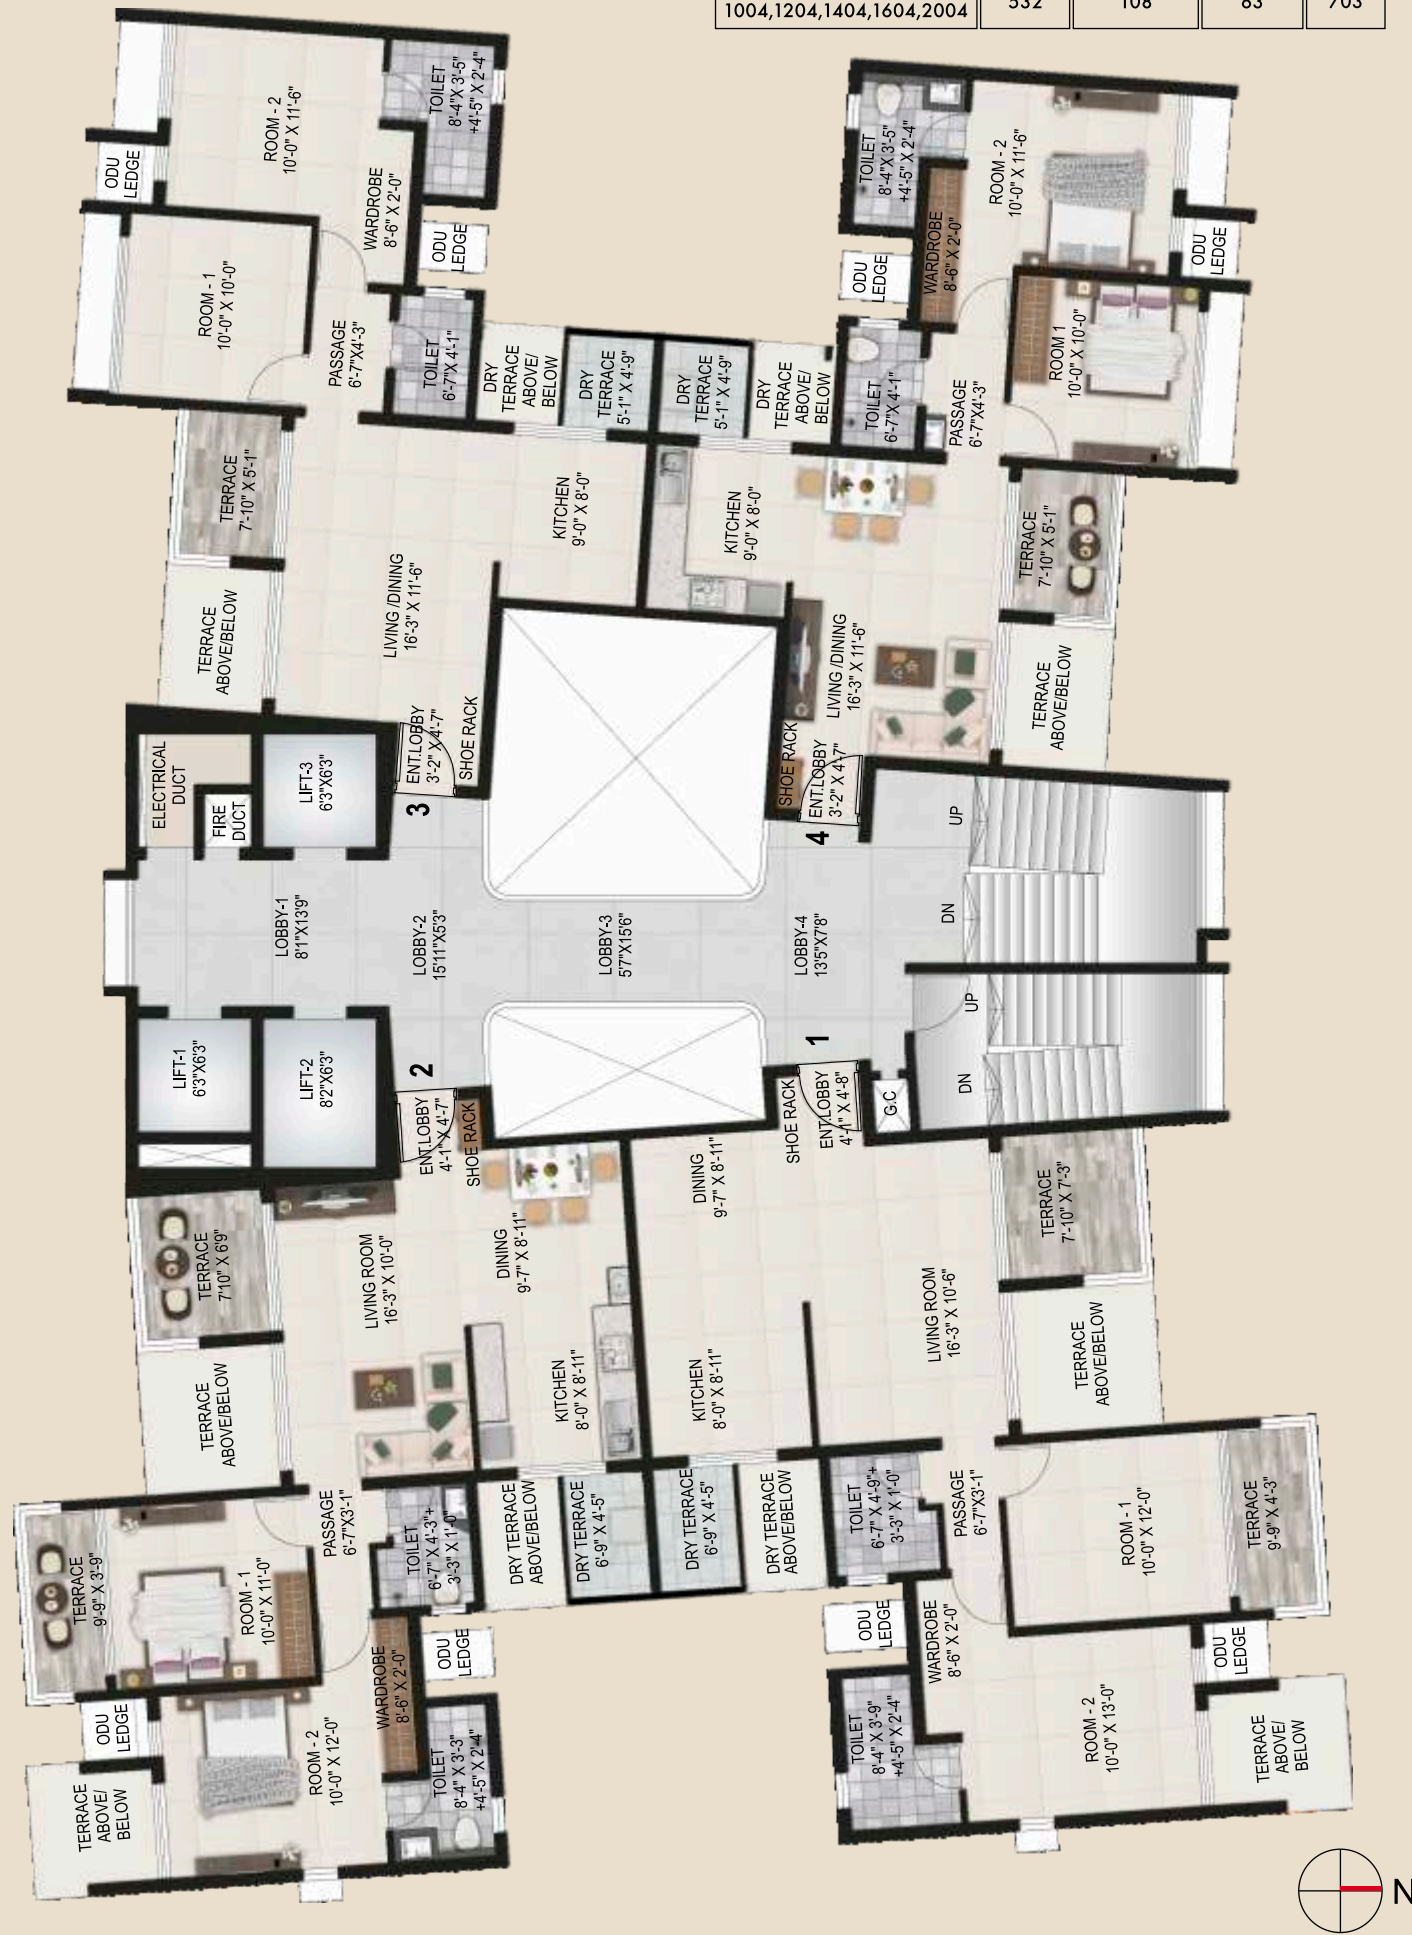 1004,1204,1404,1604,2004 532 108 83 703
ROOM - 2
10'-0" X 11'-6"
TOILET
8'-4"X 3'-5"
+4'-5" X 2'-4"
ODU
LEDGE
WARDROBE
8'-6" X 2'-0"
ODU
LEDGE
ROOM - 1
10'-0" X 10'-0"
PASSAGE
6'-7"X4'-3"
TOILET
6'-7"X 4'-1"
DRY
TERRACE
ABOVE/
BELOW
DRY
TERRACE
5'-1" X 4'-9"
TERRACE
7'-10" X 5'-1"
KITCHEN
9'-0" X 8'-0"
LIVING /DINING
16'-3" X 11'-6"
TERRACE
ABOVE/BELOW
ENT.LOBBY
3'-2" X 4'-7"
SHOE RACK
3
TOILET
8'-4"X 3'-5"
+4'-5" X 2'-4"
ROOM - 2
10'-0" X 11'-6"
WARDROBE
8'-6" X 2'-0"
ODU
LEDGE
ODU
LEDGE
ROOM 1
10'-0" X 10'-0"
PASSAGE
6'-7"X4'-3"
TOILET
6'-7"X 4'-1"
DRY
TERRACE
5'-1" X 4'-9"
DRY
TERRACE
ABOVE/
BELOW
KITCHEN
9'-0" X 8'-0"
TERRACE
7'-10" X 5'-1"
LIVING /DINING
16'-3" X 11'-6"
TERRACE
ABOVE/BELOW
SHOE RACK
ENT.LOBBY
3'-2" X 4'-7"
4
ELECTRICAL
DUCT
FIRE
DUCT
LIFT-3
6'3"X6'3"
LOBBY-1
8'1"X13'9"
LOBBY-2
15'11"X5'3"
LOBBY-3
5'7"X15'6"
LOBBY-4
13'5"X7'8"
UP
DN
UP
DN
LIFT-1
6'3"X6'3"
LIFT-2
8'2"X6'3"
2
ENT.LOBBY
4'-1" X 4'-7"
SHOE RACK
TERRACE
7'10" X 6'9"
LIVING ROOM
16'-3" X 10'-0"
DINING
9'-7" X 8'-11"
TERRACE
ABOVE/BELOW
KITCHEN
8'-0" X 8'-11"
TERRACE
9'-9" X 3'-9"
ROOM - 1
10'-0" X 11'-0"
PASSAGE
6'-7"X3'-1"
TOILET
6'-7" X 4'-3"+
3'-3" X 1'-0"
DRY TERRACE
ABOVE/BELOW
DRY TERRACE
6'-9" X 4'-5"
ODU
LEDGE
WARDROBE
8'-6" X 2'-0"
ODU
LEDGE
ROOM - 2
10'-0" X 12'-0"
TOILET
8'-4" X 3'-3"
+4'-5" X 2'-4"
TERRACE
ABOVE/
BELOW
1
SHOE RACK
ENT.LOBBY
4'-1" X 4'-8"
G.C
DINING
9'-7" X 8'-11"
TERRACE
7'-10" X 7'-3"
LIVING ROOM
16'-3" X 10'-6"
KITCHEN
8'-0" X 8'-11"
TERRACE
ABOVE/BELOW
DRY TERRACE
6'-9" X 4'-5"
DRY TERRACE
ABOVE/BELOW
TOILET
6'-7" X 4'-9"+
3'-3" X 1'-0"
PASSAGE
6'-7"X3'-1"
ROOM - 1
10'-0" X 12'-0"
TERRACE
9'-9" X 4'-3"
ODU
LEDGE
WARDROBE
8'-6" X 2'-0"
ODU
LEDGE
TOILET
8'-4" X 3'-9"
+4'-5" X 2'-4"
ROOM - 2
10'-0" X 13'-0"
TERRACE
ABOVE/
BELOW
N